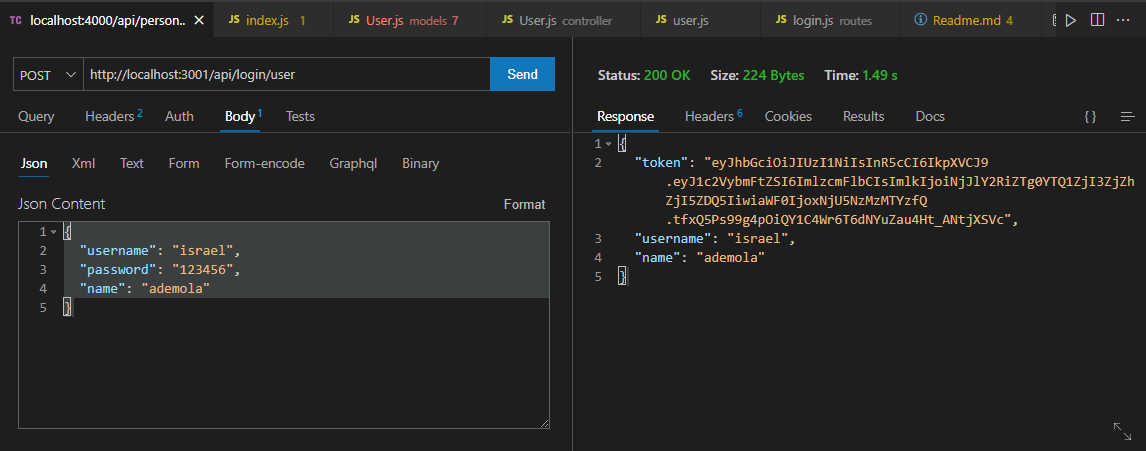 TC localhost:4000/api/person... JS index.js 1 JS User.js models 7 JS User.js controller JS user.js JS login.js routes Readme.md 4
POST http://localhost:3001/api/login/user Send
Query Headers 2 Auth Body 1 Tests
Json Xml Text Form Form-encode Graphql Binary
Json Content Format
1 {
2 "username": "israel",
3 "password": "123456",
4 "name": "ademola"
5 }
Status: 200 OK Size: 224 Bytes Time: 1.49 s
Response Headers 6 Cookies Results Docs {}
1 {
2 "token": "eyJhbGciOiJIUzI1NiIsInR5cCI6IkpXVCJ9
.eyJ1c2VybmFtZSI6ImlzcmFlbCIsImlkIjoiNjJlY2RiZTg0YTQ1ZjI3ZjZh
ZjI5ZDQ5IiwiaWF0IjoxNjU5NzMzMTYzfQ
.tfxQ5Ps99g4pOiQY1C4Wr6T6dNYuZau4Ht_ANtjXSVc",
3 "username": "israel",
4 "name": "ademola"
5 }